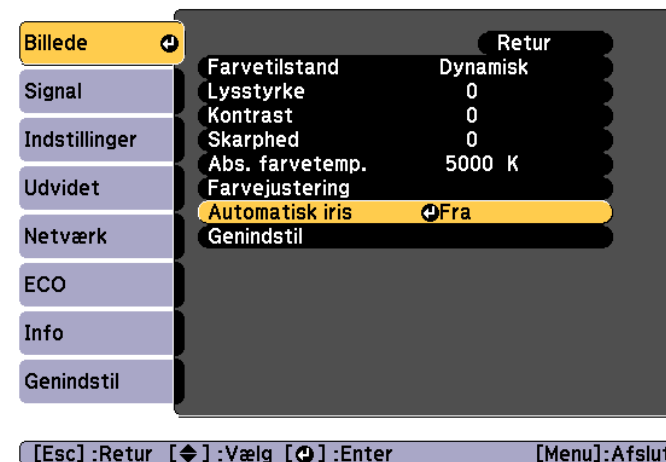 Billede
Signal
Indstillinger
Udvidet
Netværk
ECO
Info
Genindstil
Retur
Farvetilstand Dynamisk
Lysstyrke 0
Kontrast 0
Skarphed 0
Abs. farvetemp. 5000 K
Farvejustering
Automatisk iris Fra
Genindstil
[Esc] :Retur [◆] :Vælg [⏎] :Enter [Menu]:Afslut